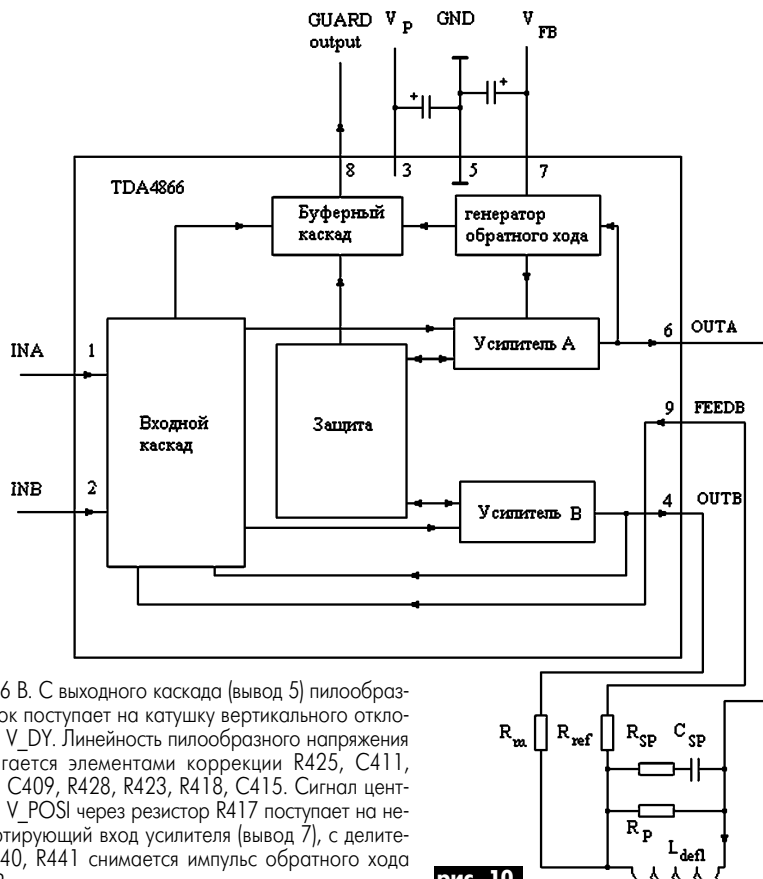 GUARD output
V P
GND
V FB
8
3
5
7
TDA4866
Буферный каскад
генератор обратного хода
Усилитель А
6
OUTA
INA
1
9
FEEDB
Входной каскад
Защита
INB
2
Усилитель В
4
OUTB
6 В. С выходного каскада (вывод 5) пилообраз-
ок поступает на катушку вертикального откло-
V_DY. Линейность пилообразного напряжения
гается элементами коррекции R425, C411,
C409, R428, R423, R418, C415. Сигнал цент-
V_POSI через резистор R417 поступает на не-
ртирующий вход усилителя (вывод 7), с делите-
40, R441 снимается импульс обратного хода
R m
R ref
R SP
C SP
R P
L defl
рис. 10